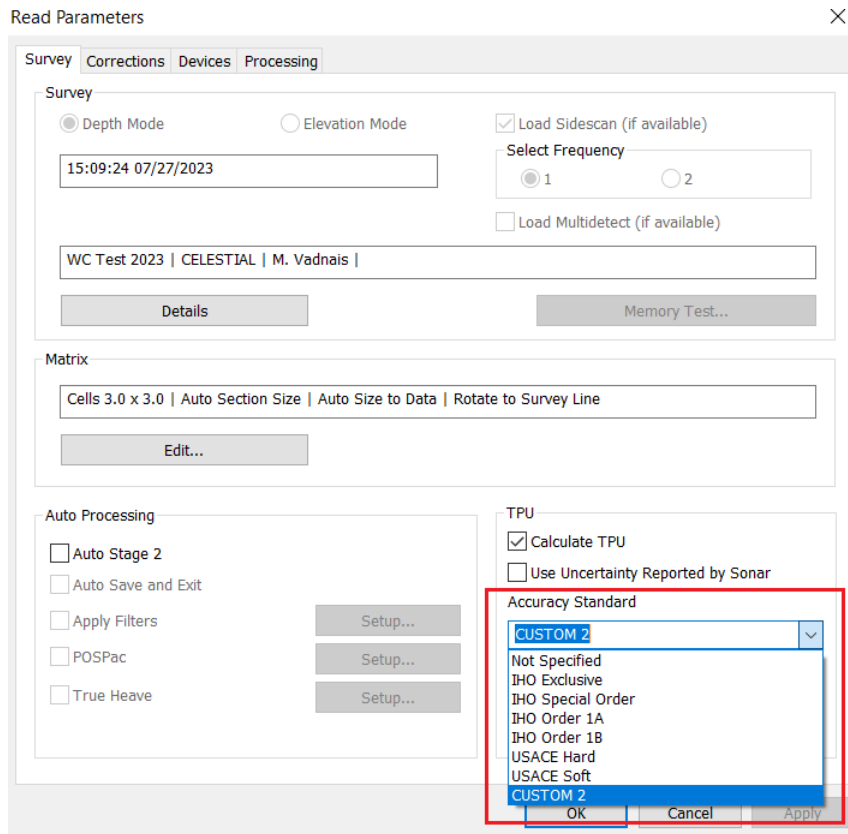 Read Parameters
Survey Corrections Devices Processing
Survey
Depth Mode Elevation Mode Load Sidescan (if available)
Select Frequency
15:09:24 07/27/2023
1 2
Load Multidetect (if available)
WC Test 2023 | CELESTIAL | M. Vadnais |
Details Memory Test...
Matrix
Cells 3.0 x 3.0 | Auto Section Size | Auto Size to Data | Rotate to Survey Line
Edit...
Auto Processing
Auto Stage 2
Auto Save and Exit
Apply Filters Setup...
POSPac Setup...
True Heave Setup...
TPU
Calculate TPU
Use Uncertainty Reported by Sonar
Accuracy Standard
CUSTOM 2
Not Specified
IHO Exclusive
IHO Special Order
IHO Order 1A
IHO Order 1B
USACE Hard
USACE Soft
CUSTOM 2
OK Cancel Apply